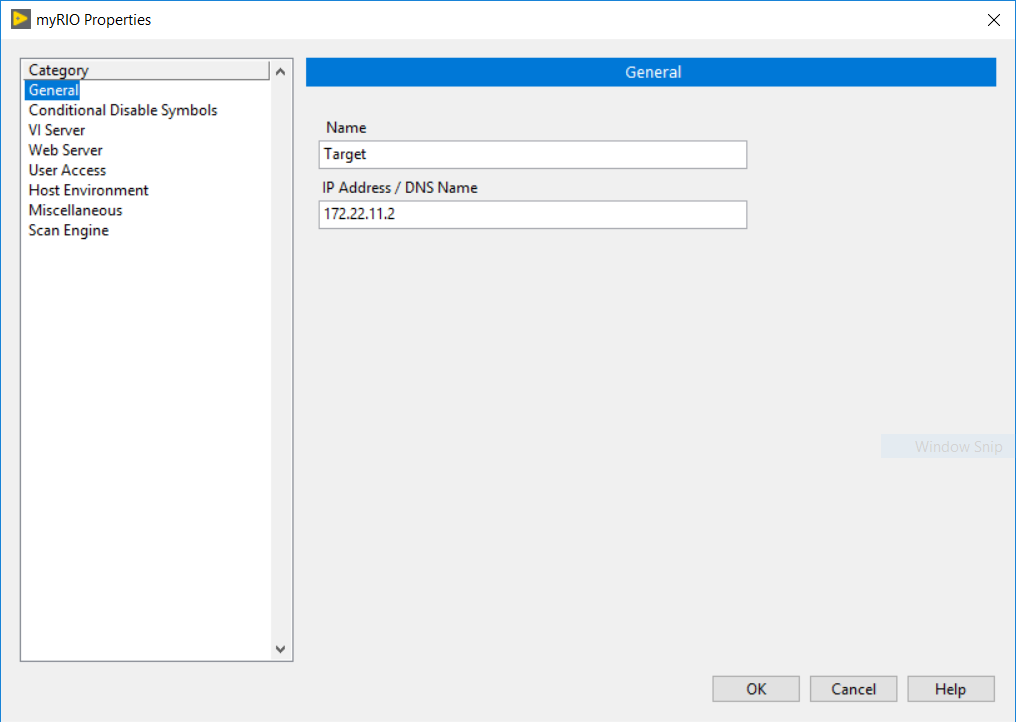 myRIO Properties
Category
General
Conditional Disable Symbols
VI Server
Web Server
User Access
Host Environment
Miscellaneous
Scan Engine
General
Name
Target
IP Address / DNS Name
172.22.11.2
Window Snip
OK
Cancel
Help